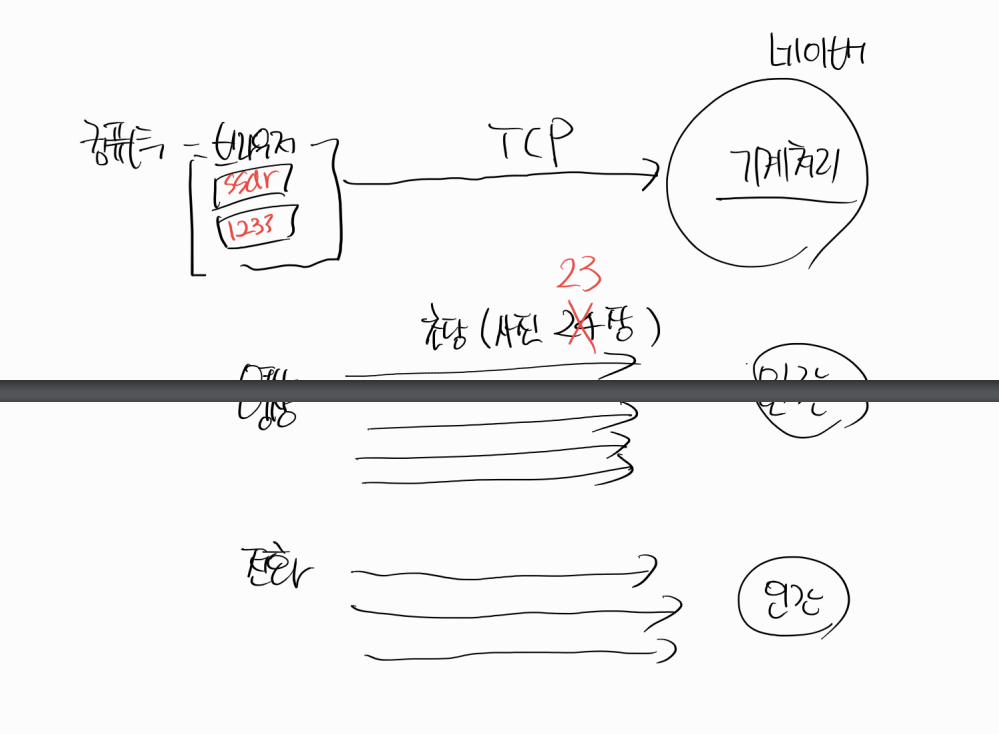 네이버
컴퓨터 - 브라우저 TCP
ssar
1233
기계처리
23
초당 (사진 24장)
영상 인간
전화 인간